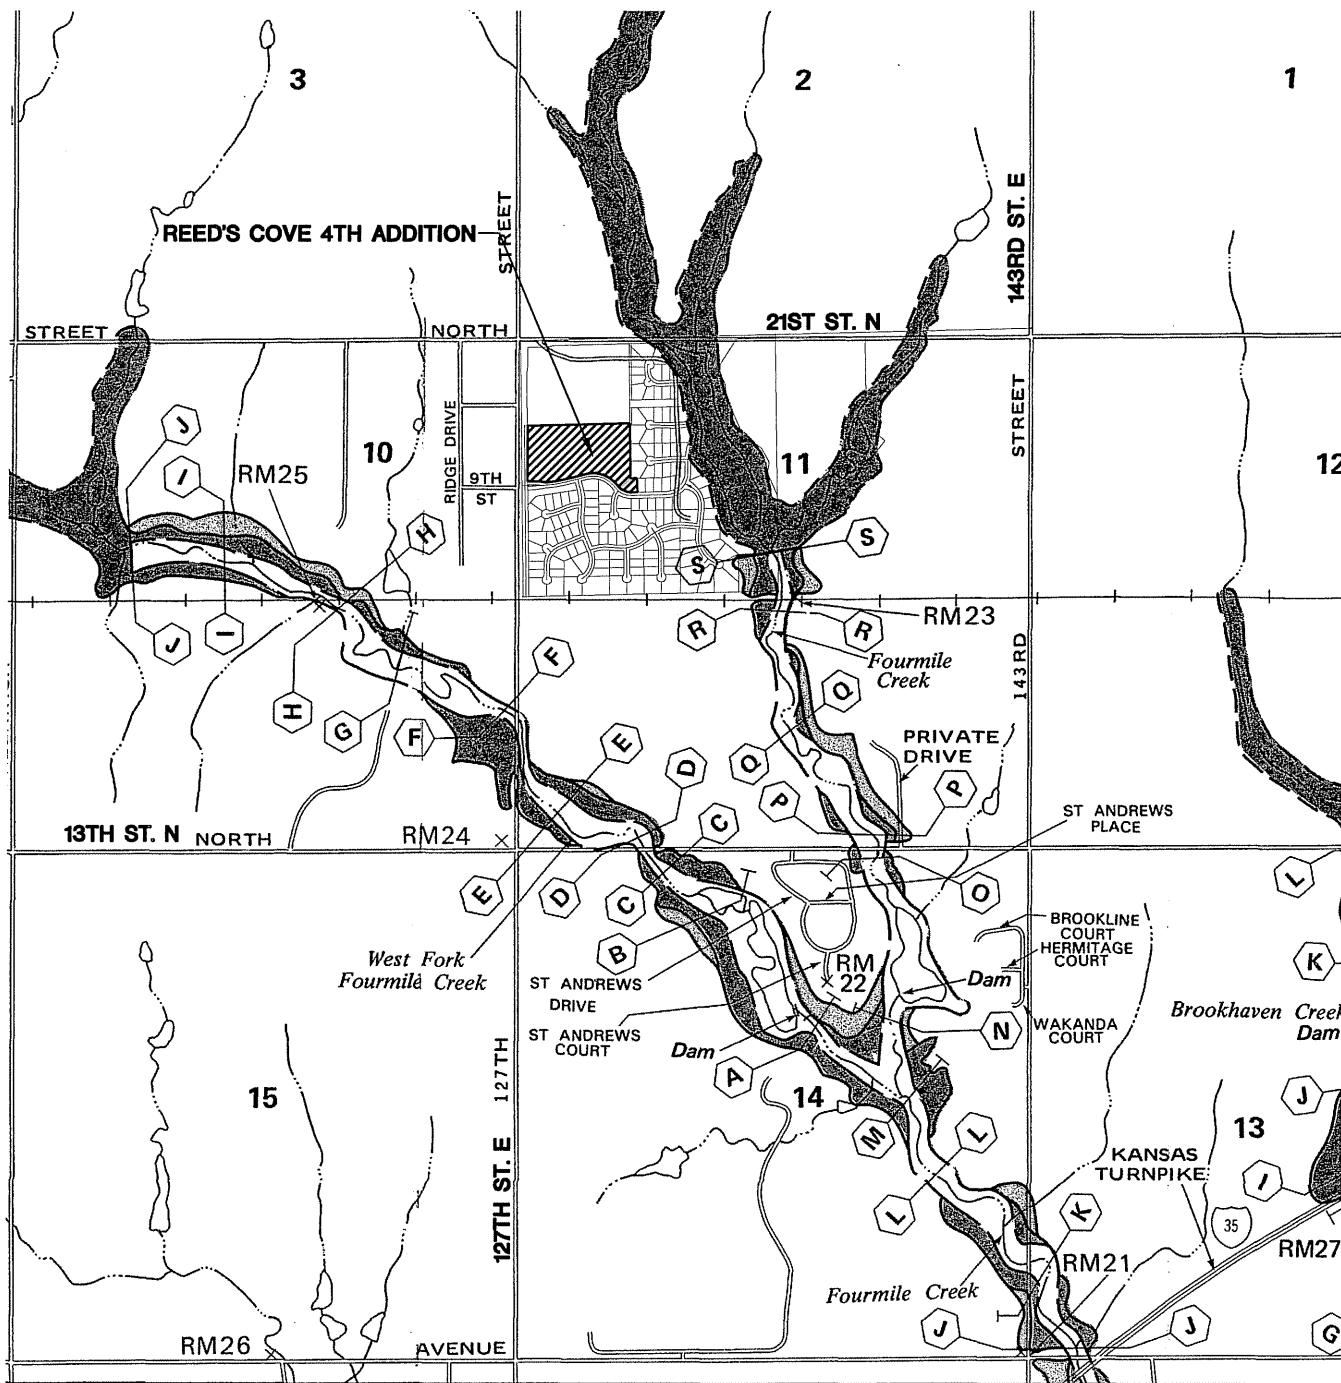 3
2
1
143RD ST. E
STREET
REED'S COVE 4TH ADDITION
STREET
NORTH
21ST ST. N
STREET
J
10
RIDGE DRIVE
11
12
I
RM25
9TH
ST
H
S
S
RM23
R
R
J
I
Fourmile
Creek
143RD
F
Q
H
G
F
E
D
Q
PRIVATE
DRIVE
P
P
ST ANDREWS
PLACE
13TH ST. N
NORTH
RM24
C
E
D
C
O
L
BROOKLINE
COURT
HERMITAGE
COURT
B
West Fork
Fourmile Creek
RM
22
K
ST ANDREWS
DRIVE
Dam
Brookhaven Creek
Dam
ST ANDREWS
COURT
N
WAKANDA
COURT
Dam
127TH
A
15
14
J
13
M
L
KANSAS
TURNPIKE
I
L
K
35
127TH ST. E
RM21
RM27
Fourmile Creek
J
J
G
RM26
AVENUE